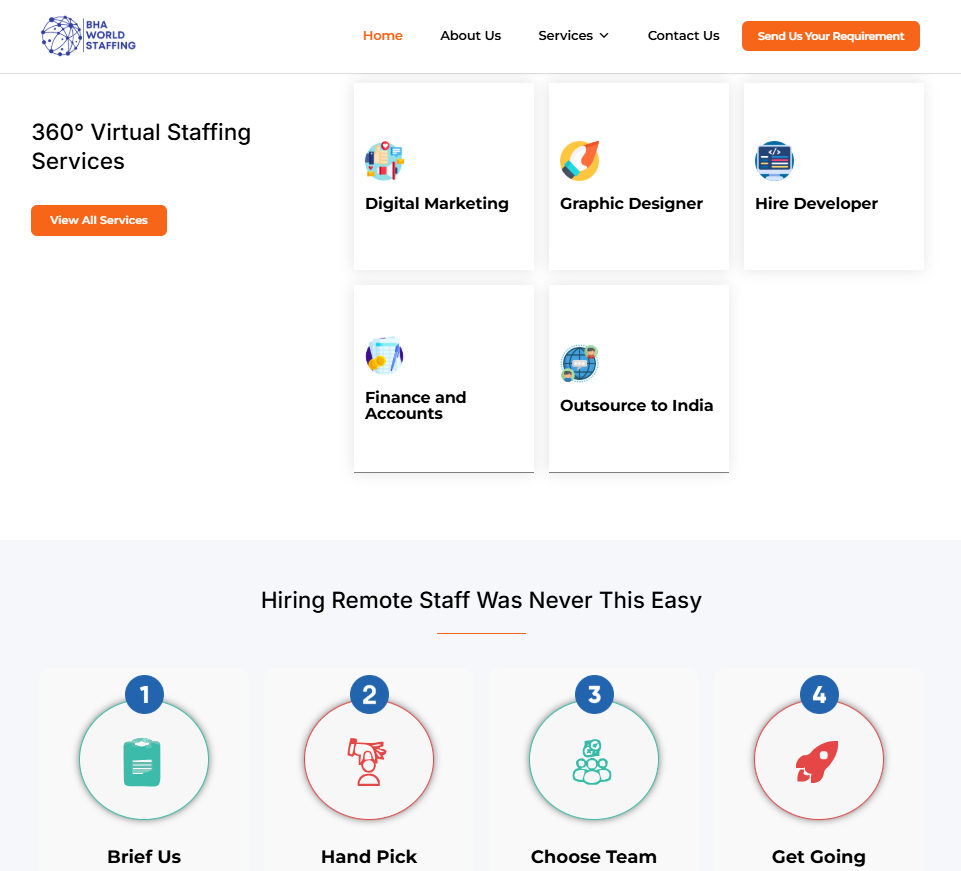 BHA
WORLD
STAFFING
Home
About Us
Services
Contact Us
Send Us Your Requirement
360° Virtual Staffing
Services
View All Services
Digital Marketing
Graphic Designer
</>
Hire Developer
Finance and
Accounts
Outsource to India
Hiring Remote Staff Was Never This Easy
1
2
3
4
Brief Us
Hand Pick
Choose Team
Get Going